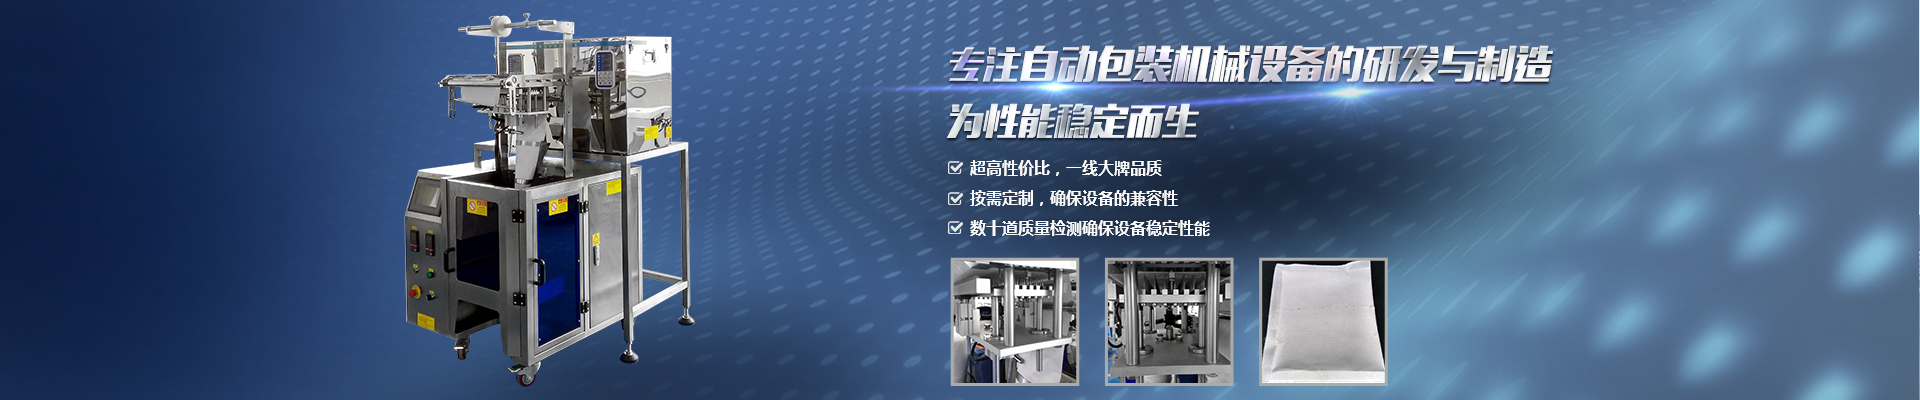 专注自动包装机械设备的研发与制造
为性能稳定而生
超高性价比，一线大牌品质
按需定制，确保设备的兼容性
数十道质量检测确保设备稳定性能